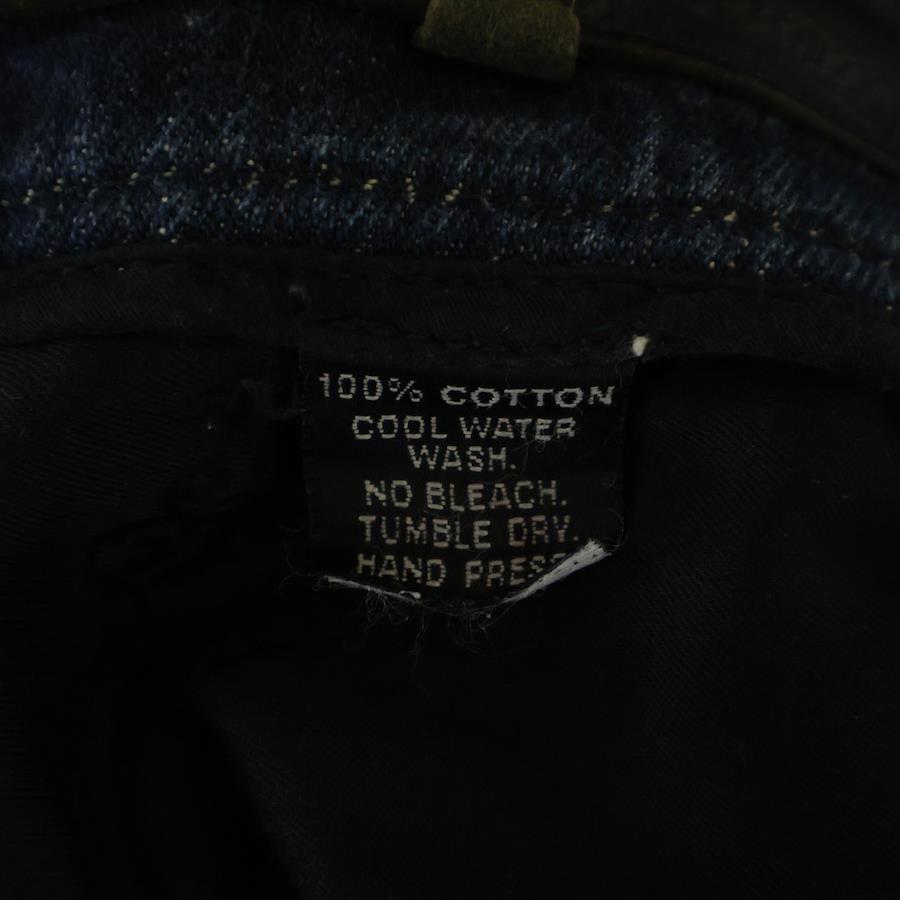 100% COTTON
COOL WATER
WASH.
NO BLEACH.
TUMBLE DRY.
HAND PRESS